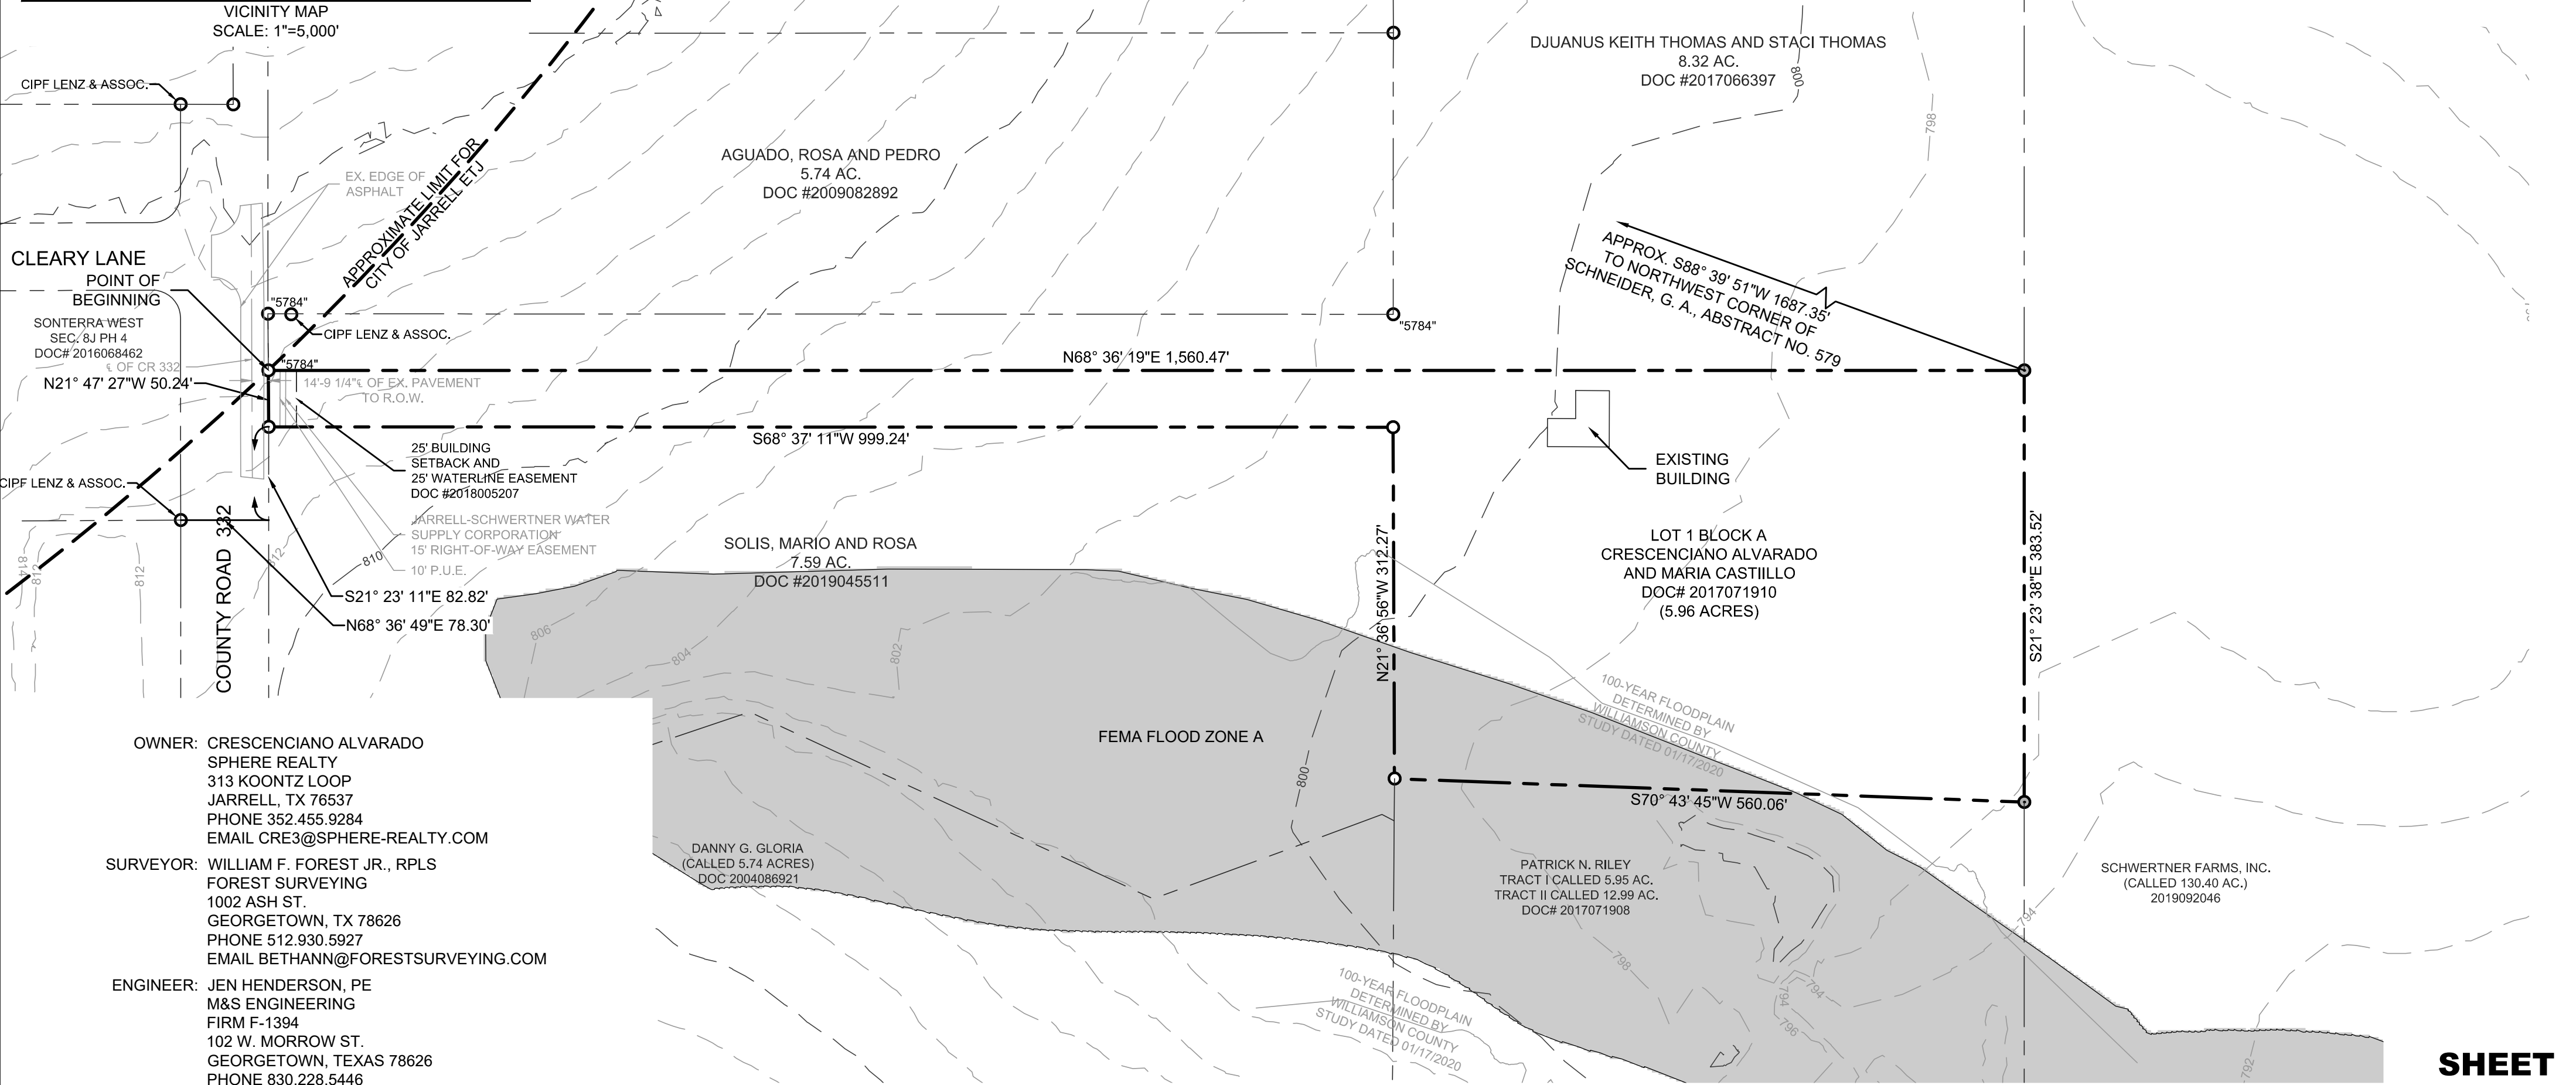 VICINITY MAP
SCALE: 1"=5,000'
CIPF LENZ & ASSOC.
EX. EDGE OF
ASPHALT
APPROXIMATE LIMIT FOR
CITY OF JARRELL ETJ
AGUADO, ROSA AND PEDRO
5.74 AC.
DOC #2009082892
DJUANUS KEITH THOMAS AND STACI THOMAS
8.32 AC.
DOC #2017066397
800
798
APPROX. S88° 39' 51"W 1687.35'
TO NORTHWEST CORNER OF
SCHNEIDER, G. A., ABSTRACT NO. 579
CLEARY LANE
POINT OF
BEGINNING
"5784"
CIPF LENZ & ASSOC.
"5784"
SONTERRA WEST
SEC. 8J PH 4
DOC# 2016068462
℄ OF CR 332
"5784"
N21° 47' 27"W 50.24'
14'-9 1/4"℄ OF EX. PAVEMENT
TO R.O.W.
N68° 36' 19"E 1,560.47'
S68° 37' 11"W 999.24'
25' BUILDING
SETBACK AND
25' WATERLINE EASEMENT
DOC #2018005207
CIPF LENZ & ASSOC.
JARRELL-SCHWERTNER WATER
SUPPLY CORPORATION
15' RIGHT-OF-WAY EASEMENT
10' P.U.E.
COUNTY ROAD 332
814
812
812
812
810
S21° 23' 11"E 82.82'
N68° 36' 49"E 78.30'
SOLIS, MARIO AND ROSA
7.59 AC.
DOC #2019045511
806
804
802
N21° 36' 56"W 312.27'
EXISTING
BUILDING
LOT 1 BLOCK A
CRESCENCIANO ALVARADO
AND MARIA CASTIILLO
DOC# 2017071910
(5.96 ACRES)
S21° 23' 38"E 383.52'
100-YEAR FLOODPLAIN
DETERMINED BY
WILLIAMSON COUNTY
STUDY DATED 01/17/2020
FEMA FLOOD ZONE A
800
S70° 43' 45"W 560.06'
OWNER: CRESCENCIANO ALVARADO
SPHERE REALTY
313 KOONTZ LOOP
JARRELL, TX 76537
PHONE 352.455.9284
EMAIL CRE3@SPHERE-REALTY.COM
SURVEYOR: WILLIAM F. FOREST JR., RPLS
FOREST SURVEYING
1002 ASH ST.
GEORGETOWN, TX 78626
PHONE 512.930.5927
EMAIL BETHANN@FORESTSURVEYING.COM
ENGINEER: JEN HENDERSON, PE
M&S ENGINEERING
FIRM F-1394
102 W. MORROW ST.
GEORGETOWN, TEXAS 78626
PHONE 830.228.5446
DANNY G. GLORIA
(CALLED 5.74 ACRES)
DOC 2004086921
PATRICK N. RILEY
TRACT I CALLED 5.95 AC.
TRACT II CALLED 12.99 AC.
DOC# 2017071908
SCHWERTNER FARMS, INC.
(CALLED 130.40 AC.)
2019092046
794
798
794
794
796
792
100-YEAR FLOODPLAIN
DETERMINED BY
WILLIAMSON COUNTY
STUDY DATED 01/17/2020
SHEET